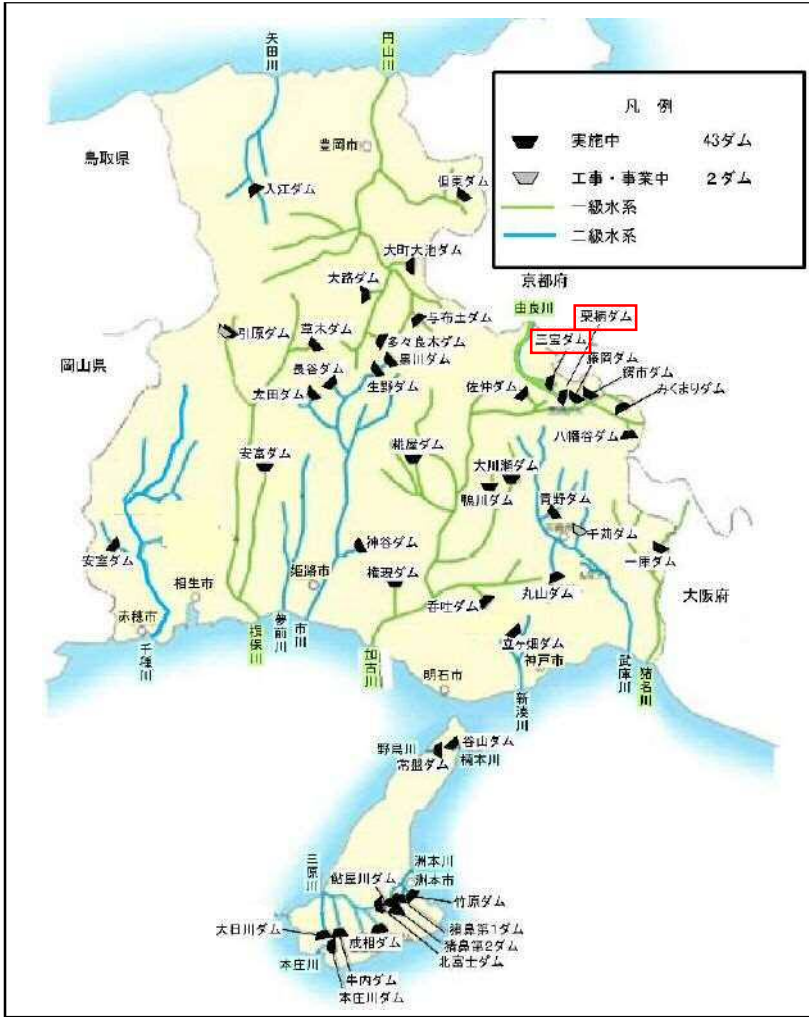 矢田川
円山川
凡 例
実施中 43ダム
工事・事業中 2ダム
一級水系
二級水系
鳥取県
豊岡市
但東ダム
入江ダム
大町大池ダム
京都府
大路ダム
由良川
栗柄ダム
引原ダム
草木ダム
与布土ダム
三宝ダム
多々良木ダム
藤岡ダム
黒川ダム
鍔市ダム
岡山県
長谷ダム
みくまりダム
太田ダム
生野ダム
佐仲ダム
八幡谷ダム
安富ダム
糀屋ダム
大川瀬ダム
鴨川ダム
青野ダム
千苅ダム
神谷ダム
安室ダム
一庫ダム
姫路市
権現ダム
相生市
丸山ダム
大阪府
呑吐ダム
赤穂市
千種川
揖保川
夢前川
市川
加古川
立ヶ畑ダム
神戸市
明石市
新湊川
武庫川
猪名川
谷山ダム
野島川
常盤ダム
楠本川
三原川
洲本川
鮎屋川ダム
洲本市
竹原ダム
猪鼻第1ダム
大日川ダム
成相ダム
猪鼻第2ダム
北富士ダム
本庄川
牛内ダム
本庄川ダム